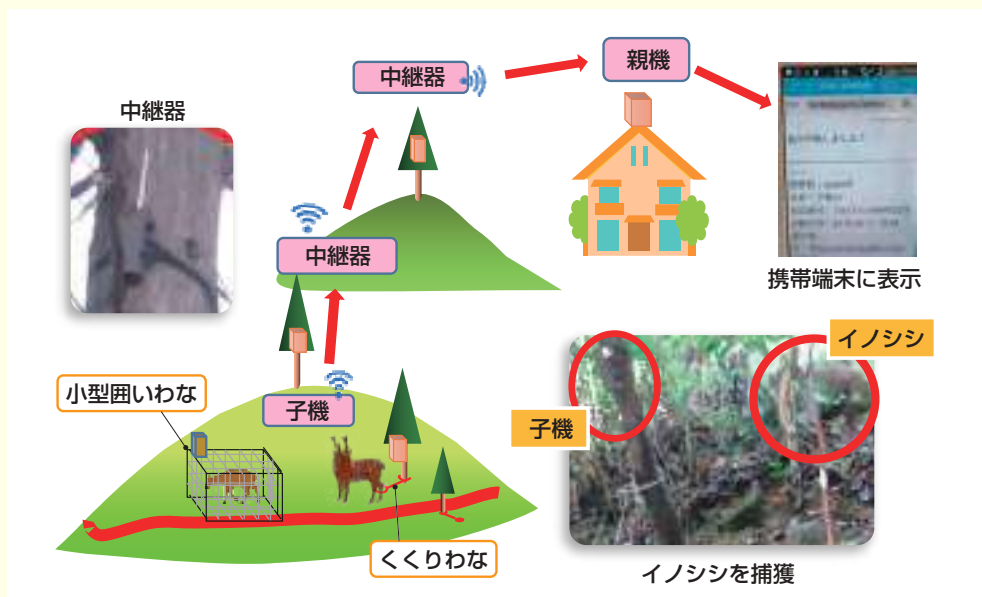 中継器
親機
中継器
中継器
携帯端末に表示
イノシシ
小型囲いわな
子機
子機
くくりわな
イノシシを捕獲